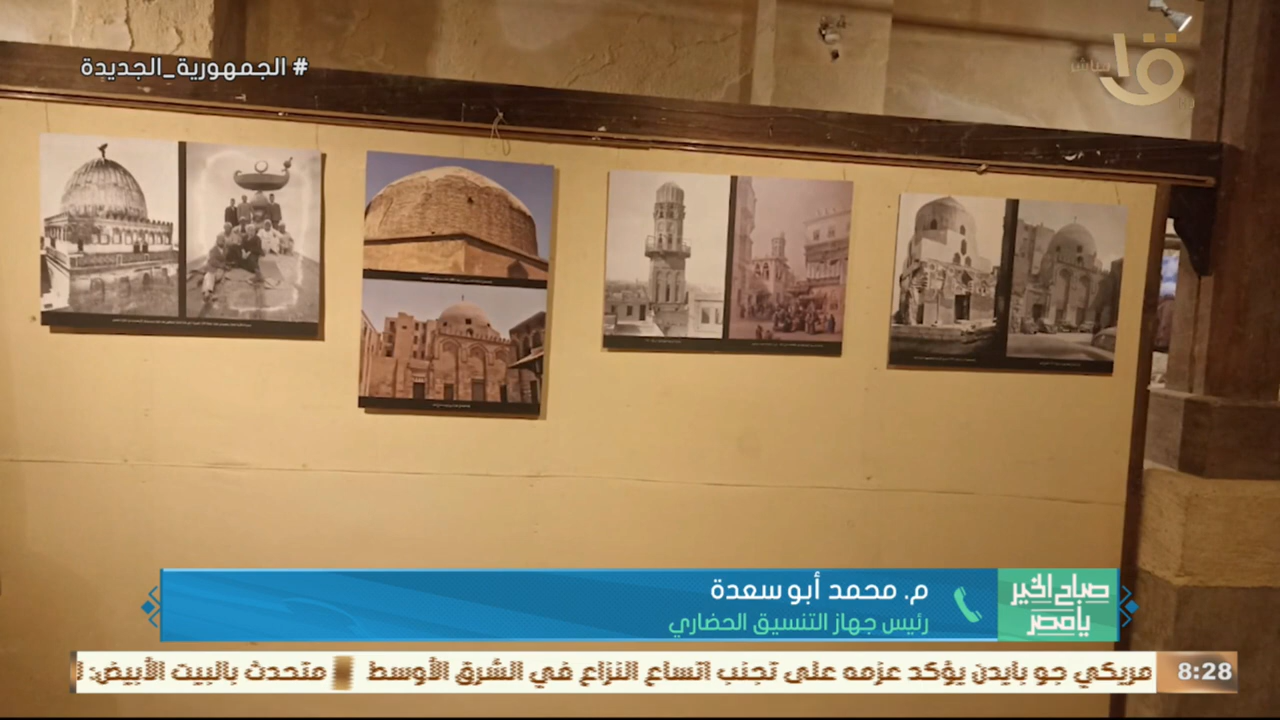 # الجمهورية_الجديدة
م. محمد أبو سعدة
رئيس جهاز التنسيق الحضاري
صباح الخير
يا مصر
8:28
مريكي جو بايدن يؤكد عزمه على تجنب اتساع النزاع في الشرق الأوسط
متحدث بالبيت الأبيض: ا